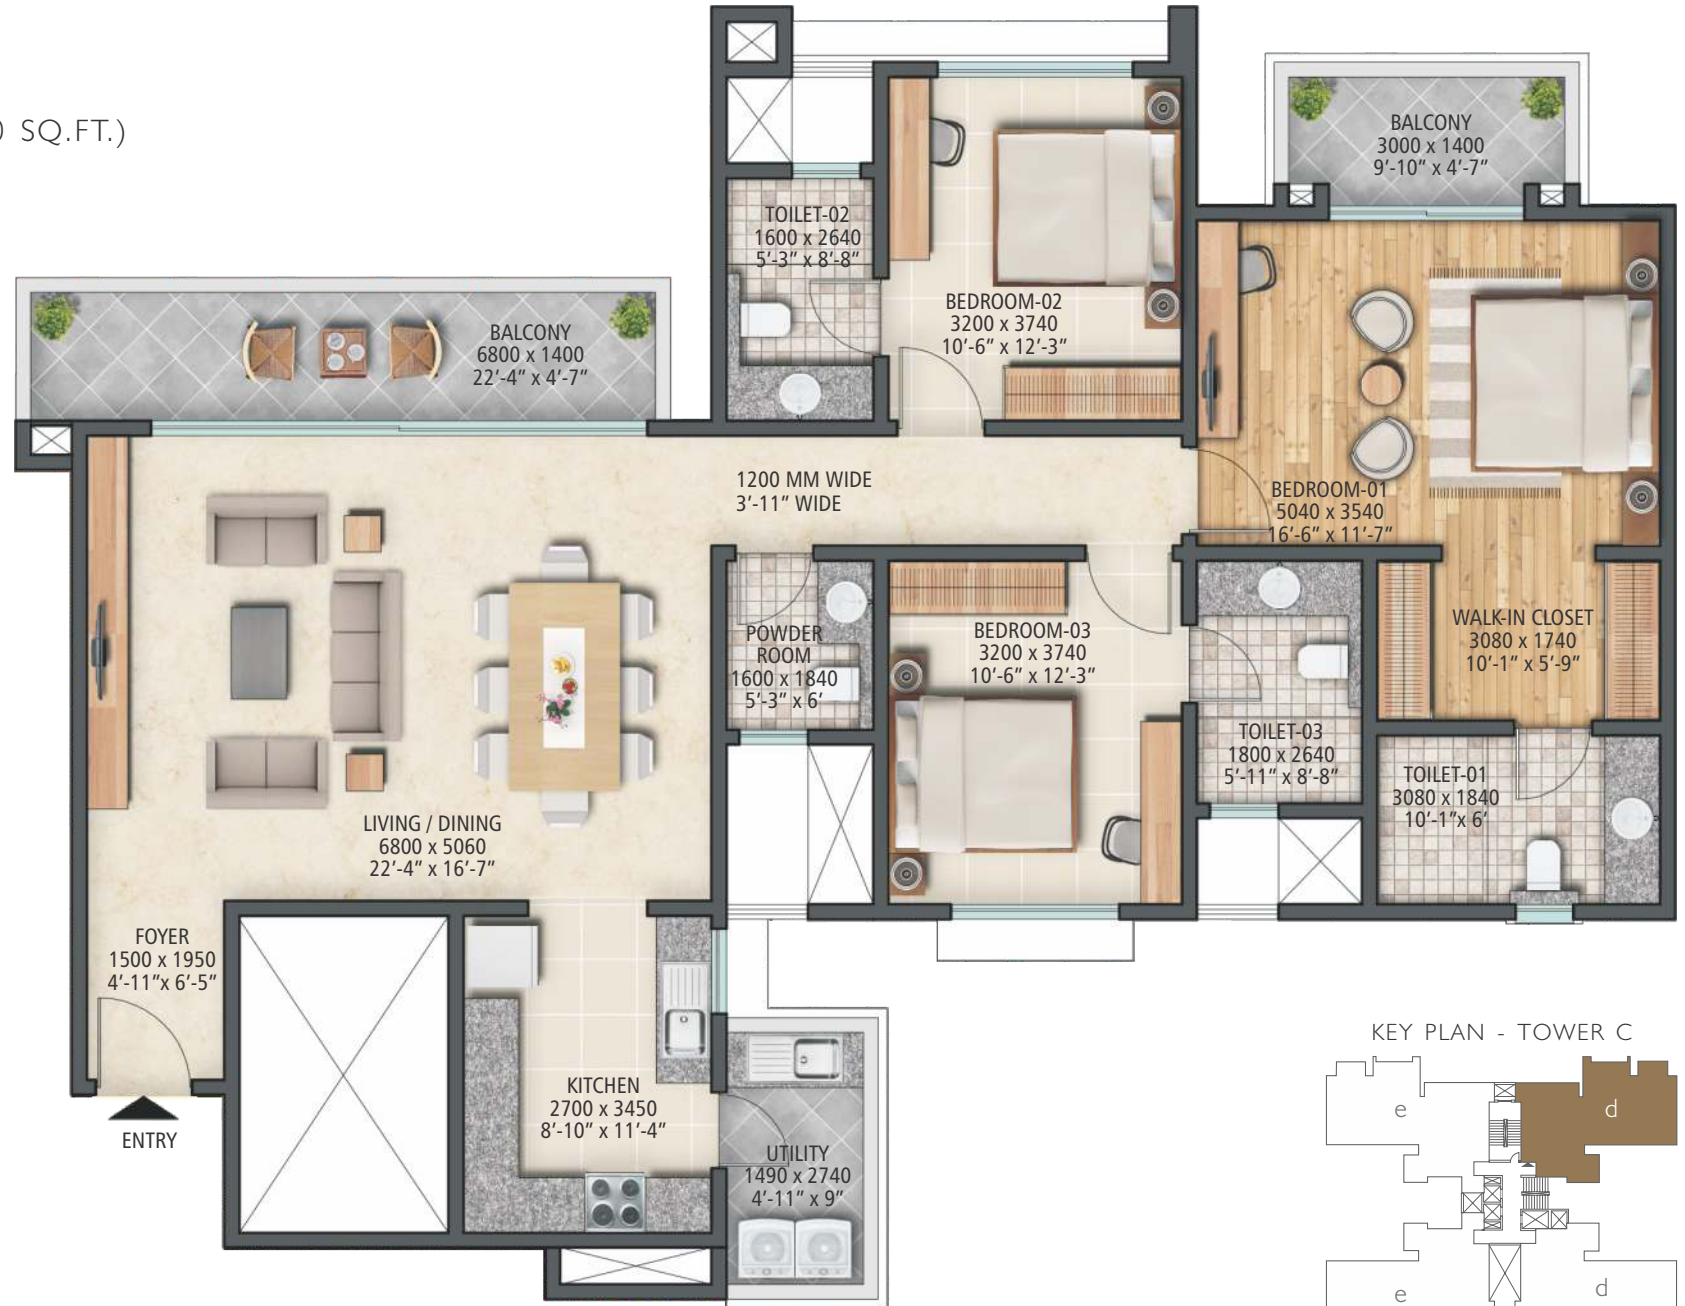 SQ.FT.)
BALCONY
3000 x 1400
9'-10" x 4'-7"
TOILET-02
1600 x 2640
5'-3" x 8'-8"
BEDROOM-02
3200 x 3740
10'-6" x 12'-3"
BALCONY
6800 x 1400
22'-4" x 4'-7"
1200 MM WIDE
3'-11" WIDE
BEDROOM-01
5040 x 3540
16'-6" x 11'-7"
POWDER
ROOM
1600 x 1840
5'-3" x 6'
BEDROOM-03
3200 x 3740
10'-6" x 12'-3"
WALK-IN CLOSET
3080 x 1740
10'-1" x 5'-9"
TOILET-03
1800 x 2640
5'-11" x 8'-8"
TOILET-01
3080 x 1840
10'-1"x 6'
LIVING / DINING
6800 x 5060
22'-4" x 16'-7"
FOYER
1500 x 1950
4'-11"x 6'-5"
ENTRY
KITCHEN
2700 x 3450
8'-10" x 11'-4"
UTILITY
1490 x 2740
4'-11" x 9"
KEY PLAN - TOWER C
e
d
e
d